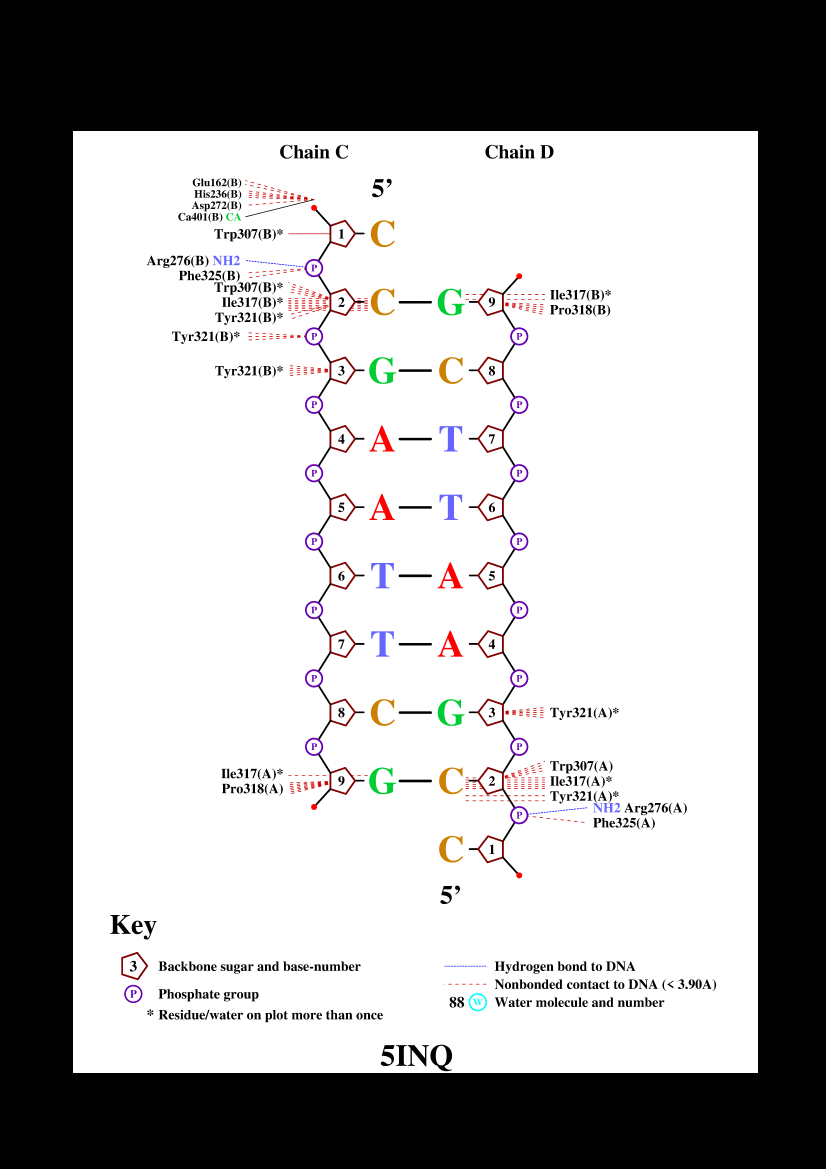 Chain C Chain D
5'
Glu162(B)
His236(B)
Asp272(B)
Ca401(B) CA
Trp307(B)* 1 C
Arg276(B) NH2 P
Phe325(B)
Trp307(B)*
Ile317(B)* 2 C G 9 Ile317(B)*
Tyr321(B)* Pro318(B)
Tyr321(B)* P P
Tyr321(B)* 3 G C 8
P P
4 A T 7
P P
5 A T 6
P P
6 T A 5
P P
7 T A 4
P P
8 C G 3 Tyr321(A)*
P P
Trp307(A)
Ile317(A)* 9 G C 2 Ile317(A)*
Pro318(A) Tyr321(A)*
P NH2 Arg276(A)
Phe325(A)
C 1
5'
Key
3 Backbone sugar and base-number
P Phosphate group
* Residue/water on plot more than once
Hydrogen bond to DNA
Nonbonded contact to DNA (< 3.90A)
88 W Water molecule and number
5INQ